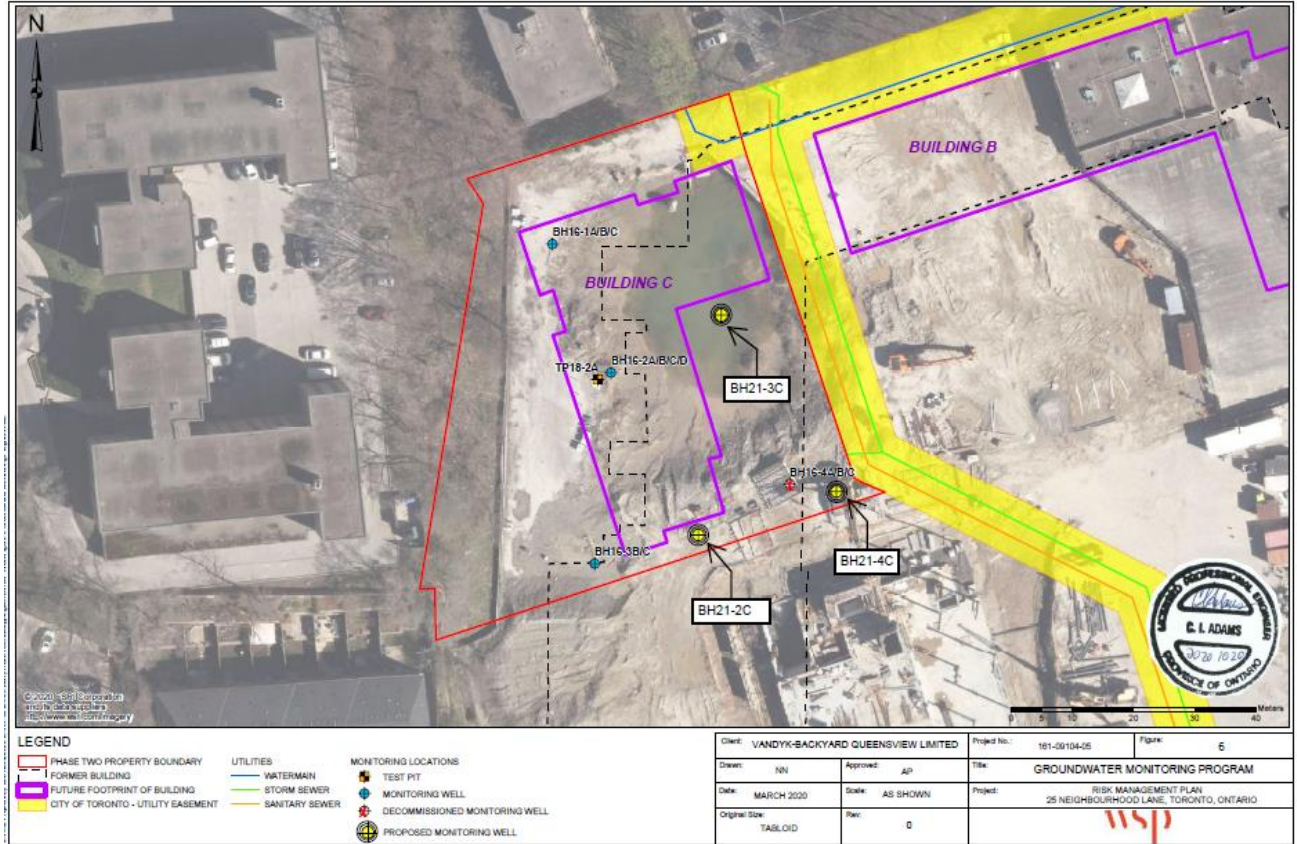 N
BUILDING B
BH16-1A/B/C
BUILDING C
TP18-2A
BH16-2A/B/C/D
BH21-3C
BH16-4A/B/C
BH16-3B/C
BH21-4C
BH21-2C
C. I. ADAMS
PROVINCE OF ONTARIO
Meters
0 5 10 20 30 40
LEGEND
PHASE TWO PROPERTY BOUNDARY
FORMER BUILDING
FUTURE FOOTPRINT OF BUILDING
CITY OF TORONTO - UTILITY EASEMENT
UTILITIES
WATERMAIN
STORM SEWER
SANITARY SEWER
MONITORING LOCATIONS
TEST PIT
MONITORING WELL
DECOMMISSIONED MONITORING WELL
PROPOSED MONITORING WELL
Client: VANDYK-BACKYARD QUEENSVIEW LIMITED
Project No.: 161-09104-05
Figure: 6
Drawn: NN
Approved: AP
Title: GROUNDWATER MONITORING PROGRAM
Date: MARCH 2020
Scale: AS SHOWN
Project: RISK MANAGEMENT PLAN
25 NEIGHBOURHOOD LANE, TORONTO, ONTARIO
Original Size: TABLOID
Rev: 0
wsp